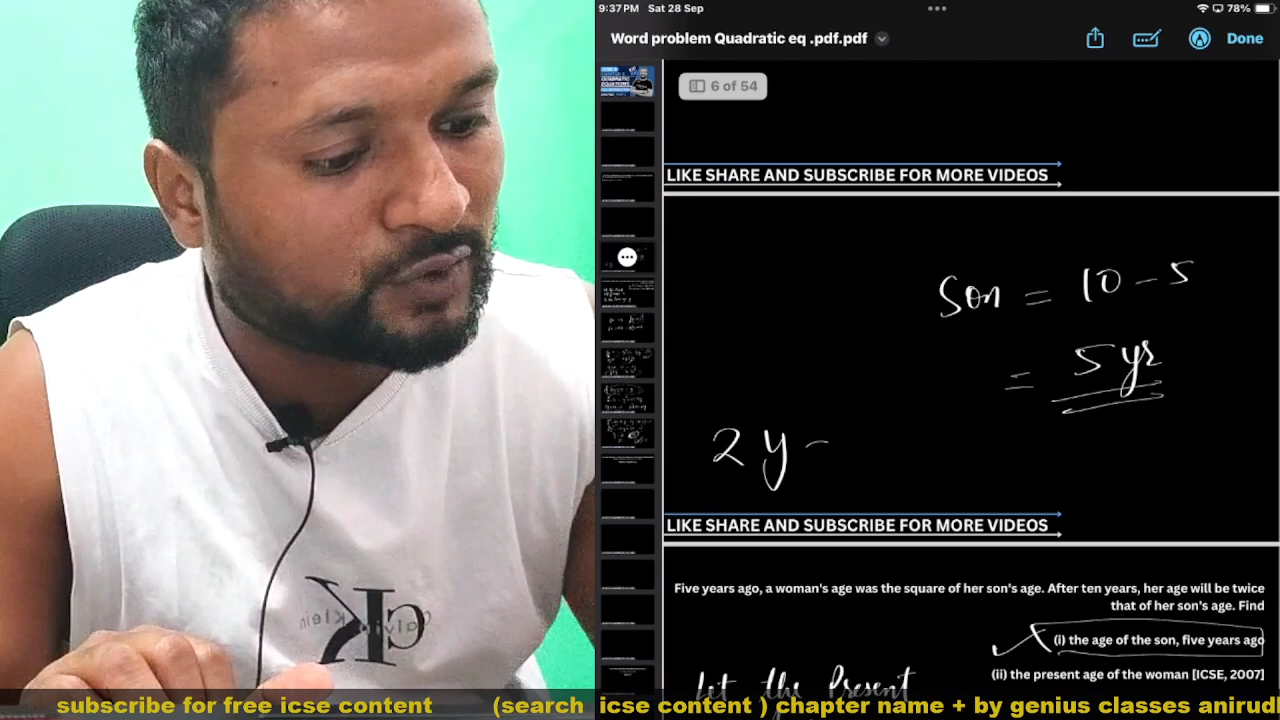 9:37 PM Sat 28 Sep
78%
Word problem Quadratic eq .pdf.pdf
Done
6 of 54
LIKE SHARE AND SUBSCRIBE FOR MORE VIDEOS
Son = 10 - 5
= 5 yr
2 y -
LIKE SHARE AND SUBSCRIBE FOR MORE VIDEOS
Five years ago, a woman's age was the square of her son's age. After ten years, her age will be twice
that of her son's age. Find
(i) the age of the son, five years ago
(ii) the present age of the woman [ICSE, 2007]
Let the Present
CK
Calvin Klein
subscribe for free icse content (search icse content ) chapter name + by genius classes anirud